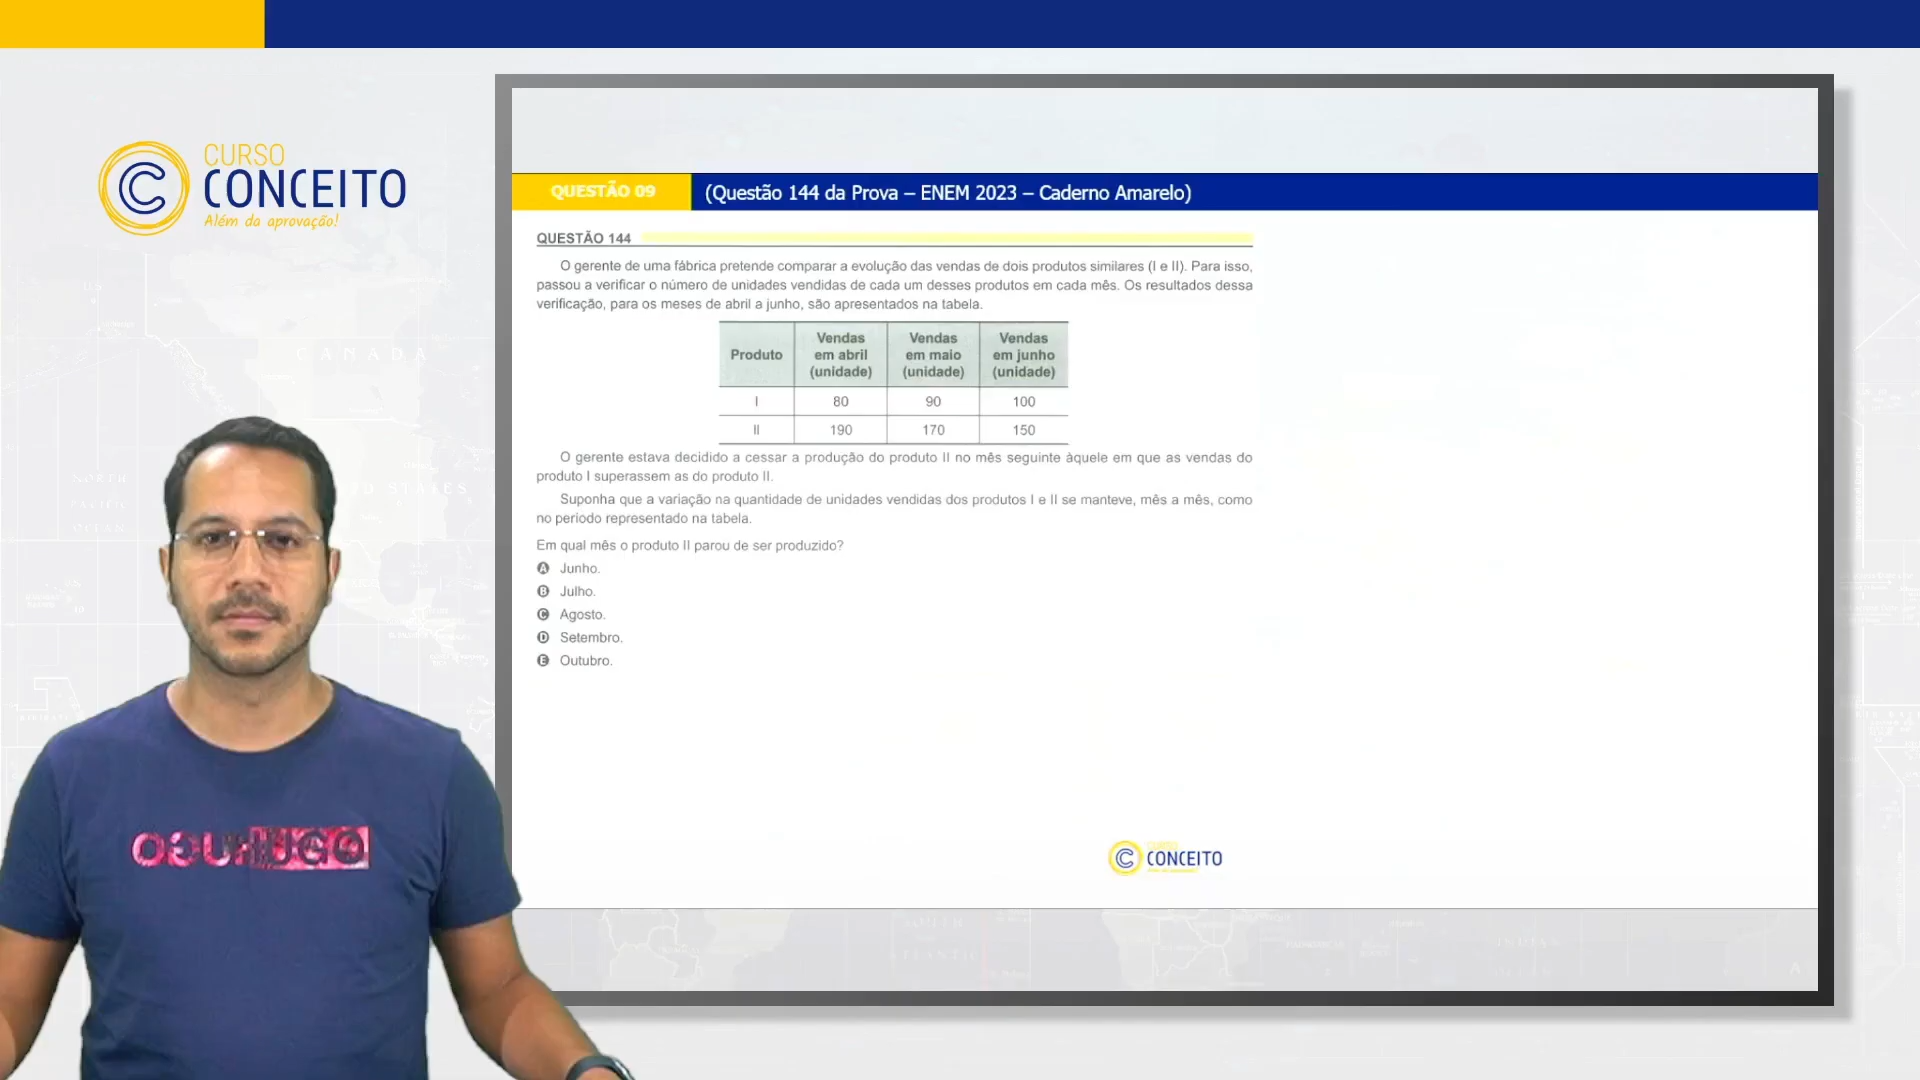 CURSO
CONCEITO
Além da aprovação!
QUESTÃO 09
(Questão 144 da Prova – ENEM 2023 – Caderno Amarelo)
QUESTÃO 144
O gerente de uma fábrica pretende comparar a evolução das vendas de dois produtos similares (I e II). Para isso,
passou a verificar o número de unidades vendidas de cada um desses produtos em cada mês. Os resultados dessa
verificação, para os meses de abril a junho, são apresentados na tabela.
Produto
Vendas em abril (unidade)
Vendas em maio (unidade)
Vendas em junho (unidade)
I 80 90 100
II 190 170 150
O gerente estava decidido a cessar a produção do produto II no mês seguinte àquele em que as vendas do
produto I superassem as do produto II.
Suponha que a variação na quantidade de unidades vendidas dos produtos I e II se manteve, mês a mês, como
no período representado na tabela.
Em qual mês o produto II parou de ser produzido?
A Junho.
B Julho.
C Agosto.
D Setembro.
E Outubro.
CONCEITO
CANADA
NORTH
PACIFIC
OCEAN